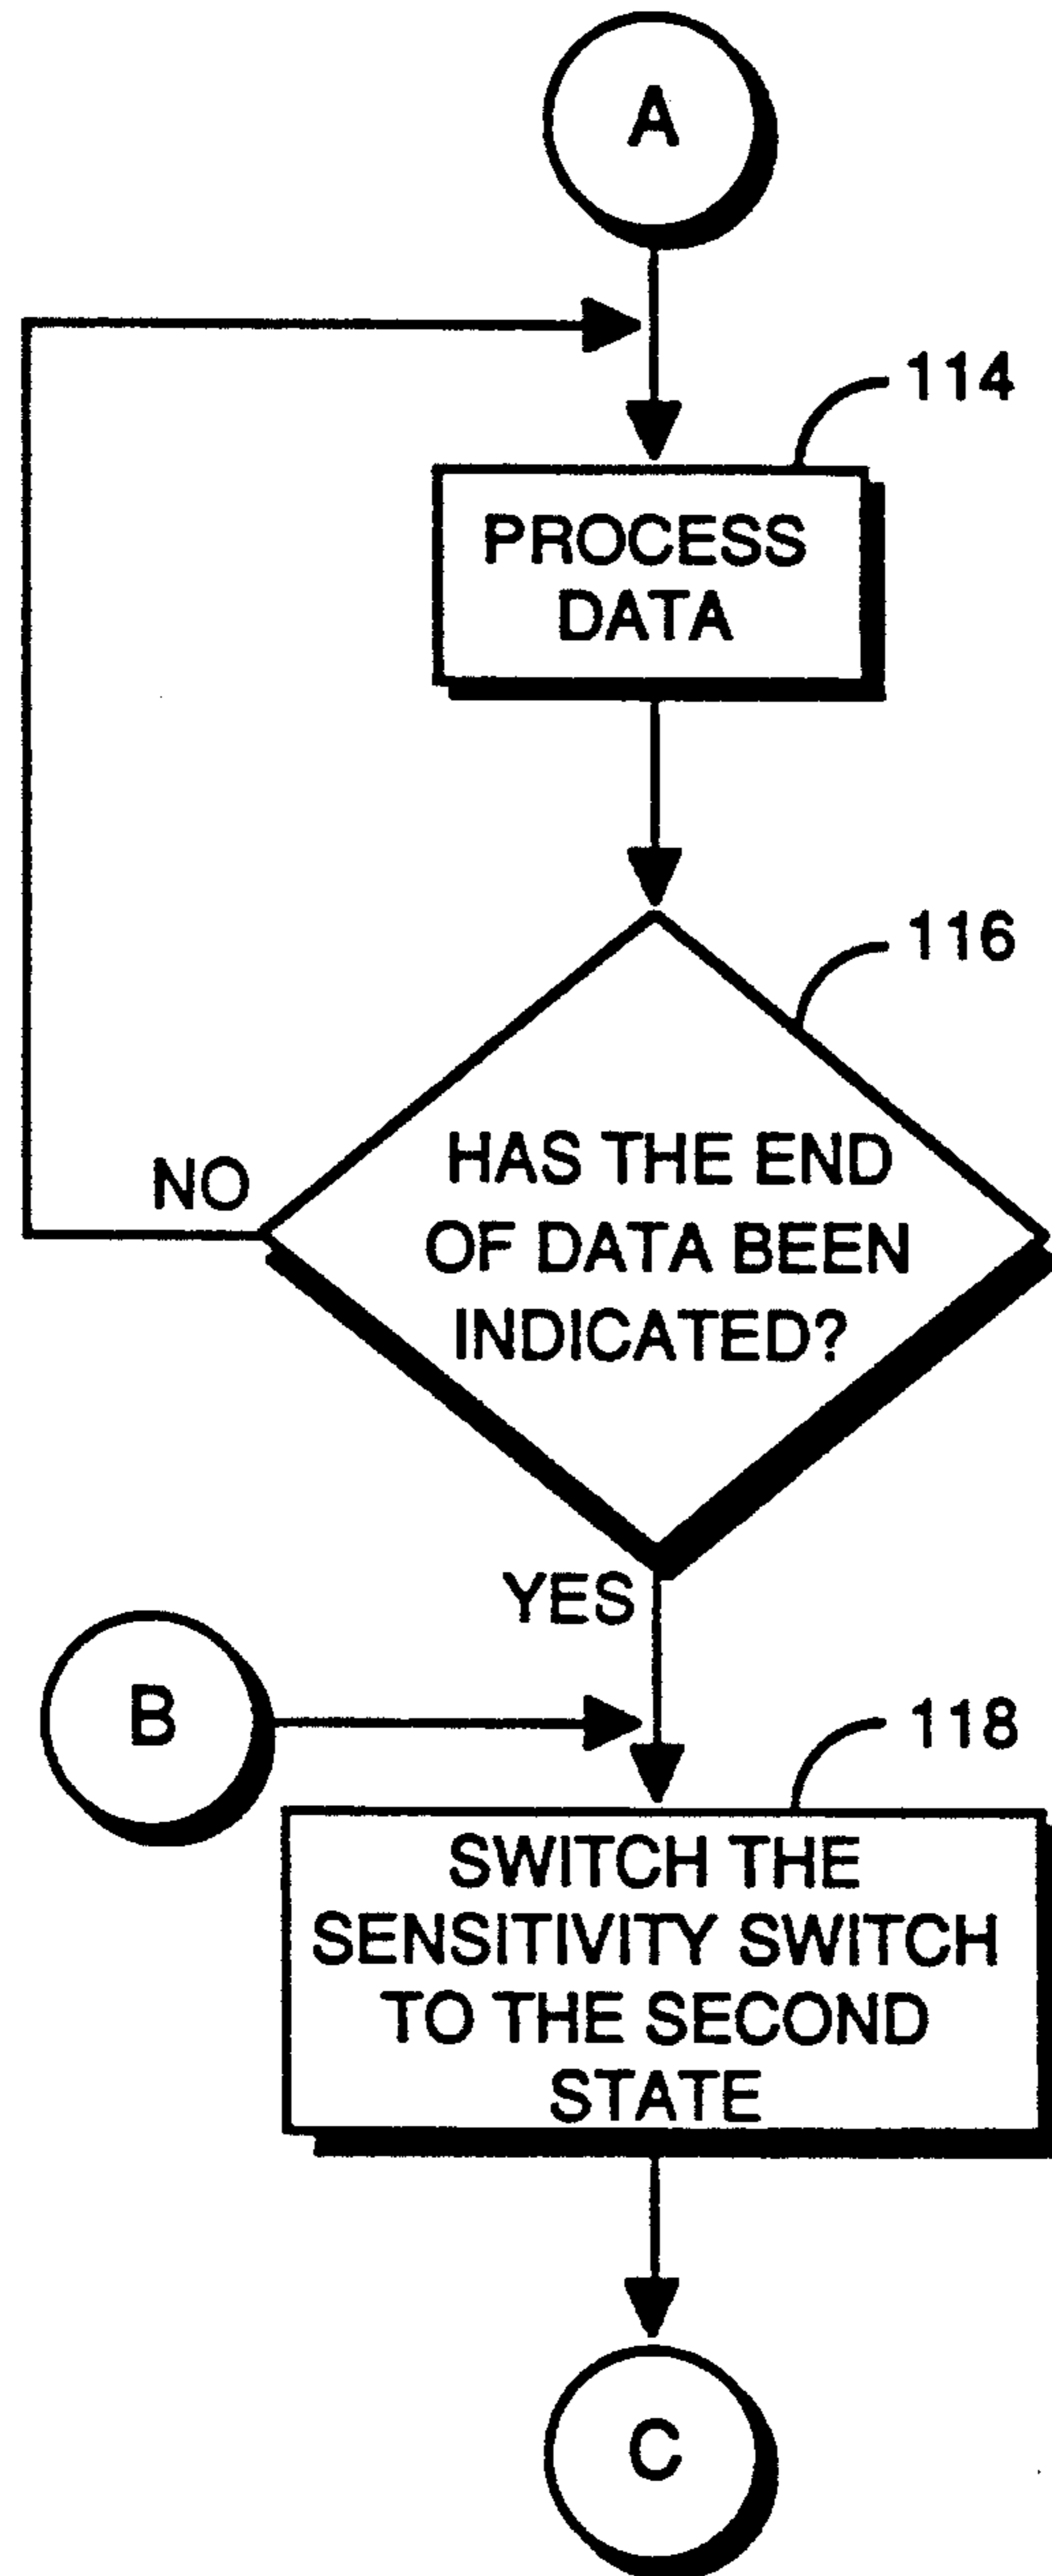 A
114
PROCESS
DATA
116
HAS THE END
OF DATA BEEN
INDICATED?
NO
YES
B
118
SWITCH THE
SENSITIVITY SWITCH
TO THE SECOND
STATE
C